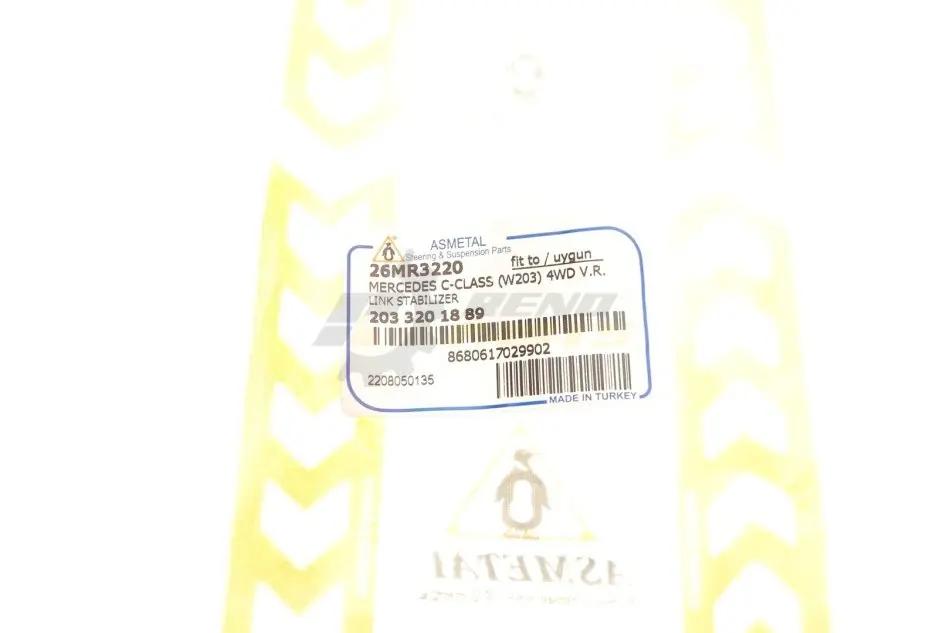 ASMETAL
Steering & Suspension Parts
26MR3220 fit to / uygun
MERCEDES C-CLASS (W203) 4WD V.R.
LINK STABILIZER
203 320 18 89
8680617029902
2208050135
MADE IN TURKEY
ASMETAL